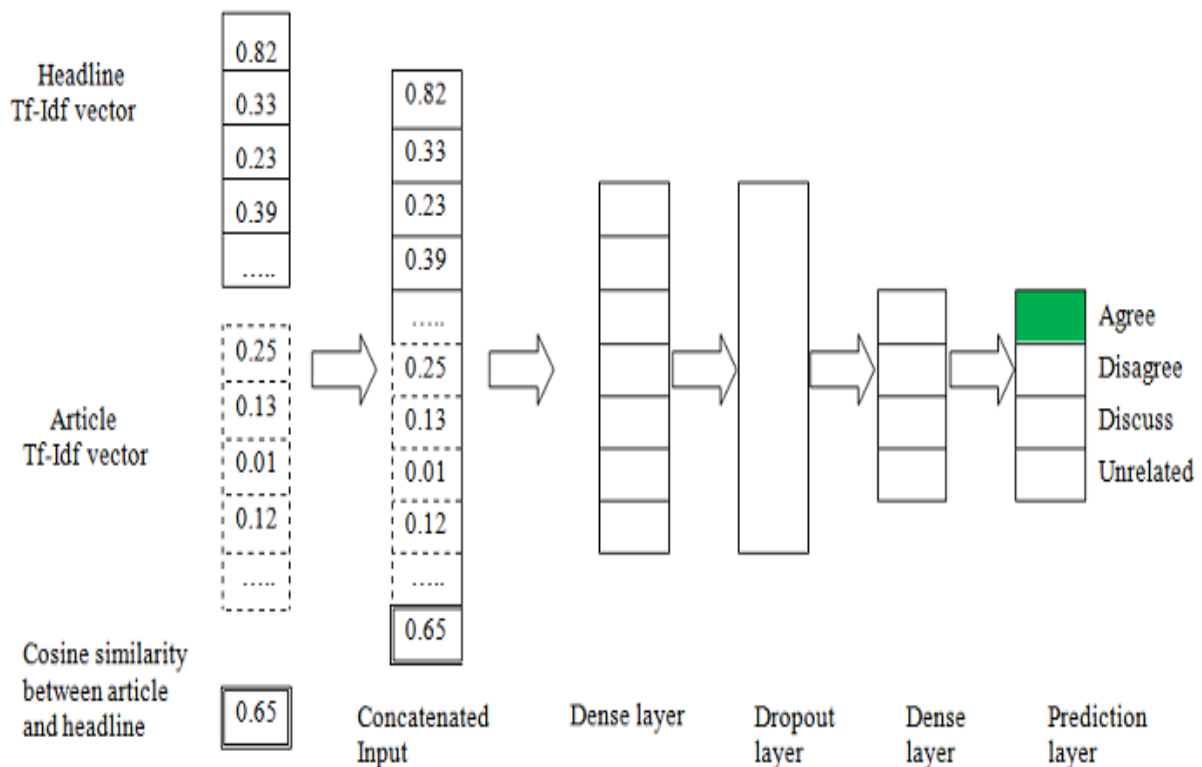 Headline
Tf-Idf vector
0.82
0.33
0.23
0.39
.....
Article
Tf-Idf vector
0.25
0.13
0.01
0.12
.....
Cosine similarity
between article
and headline
0.65
0.82
0.33
0.23
0.39
.....
0.25
0.13
0.01
0.12
.....
0.65
Concatenated
Input
Dense layer
Dropout
layer
Dense
layer
Agree
Disagree
Discuss
Unrelated
Prediction
layer